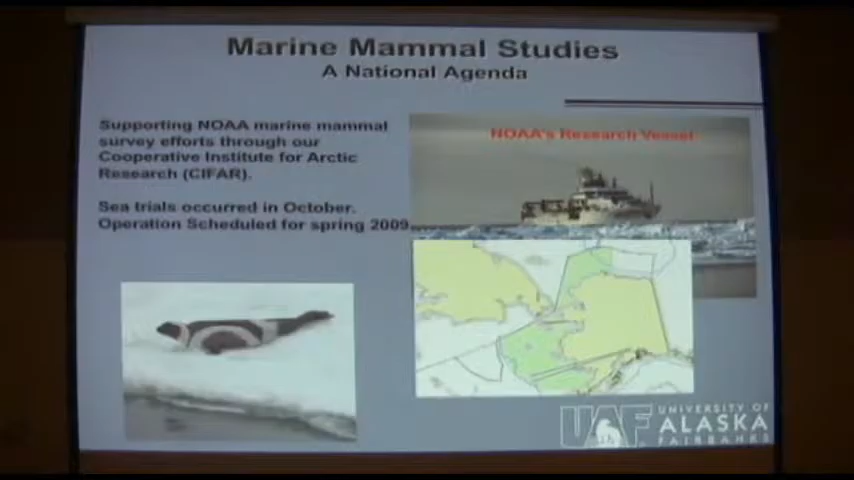 Marine Mammal Studies
A National Agenda
Supporting NOAA marine mammal
survey efforts through our
Cooperative Institute for Arctic
Research (CIFAR).
Sea trials occurred in October.
Operation Scheduled for spring 2009
NOAA's Research Vessel
UAF UNIVERSITY OF
ALASKA
FAIRBANKS